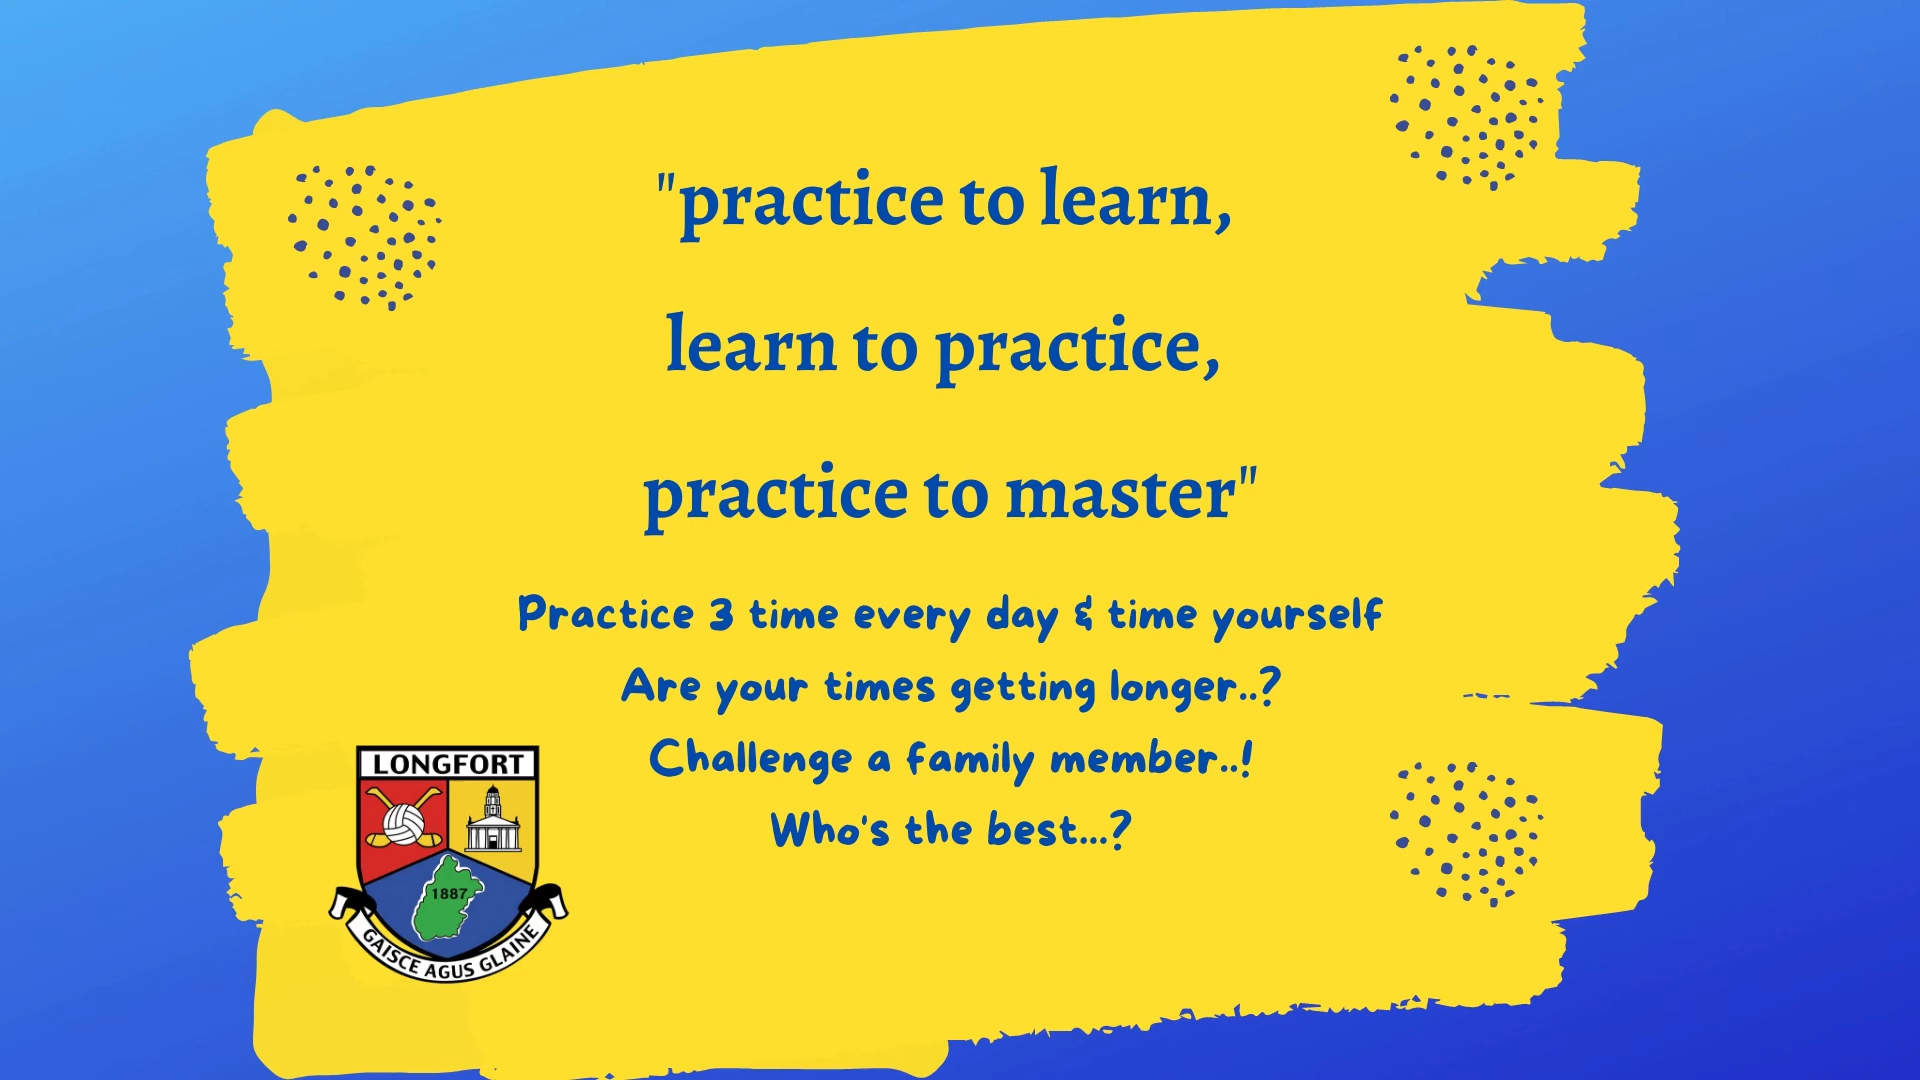 "practice to learn,
learn to practice,
practice to master"
Practice 3 time every day & time yourself
Are your times getting longer..?
Challenge a family member..!
Who's the best...?
LONGFORT
1887
GAISCE AGUS GLAINE